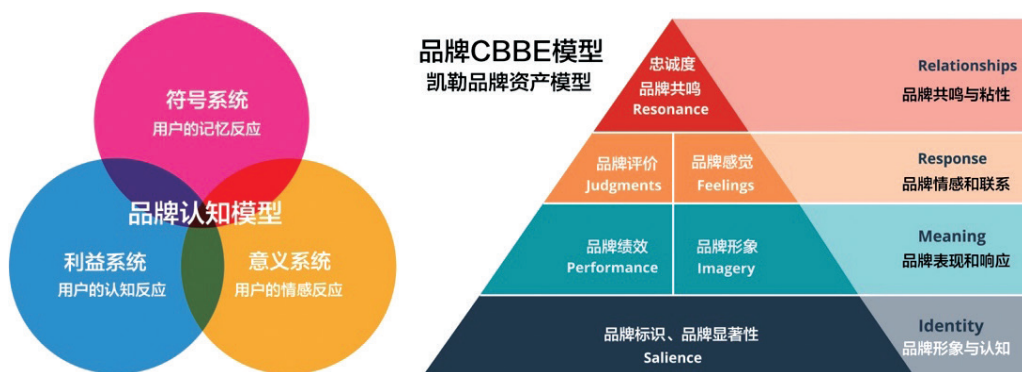 符号系统
用户的记忆反应
品牌认知模型
利益系统
用户的认知反应
意义系统
用户的情感反应
品牌CBBE模型
凯勒品牌资产模型
忠诚度
品牌共鸣
Resonance
Relationships
品牌共鸣与粘性
品牌评价
Judgments
品牌感觉
Feelings
Response
品牌情感和联系
品牌绩效
Performance
品牌形象
Imagery
Meaning
品牌表现和响应
品牌标识、品牌显著性
Salience
Identity
品牌形象与认知